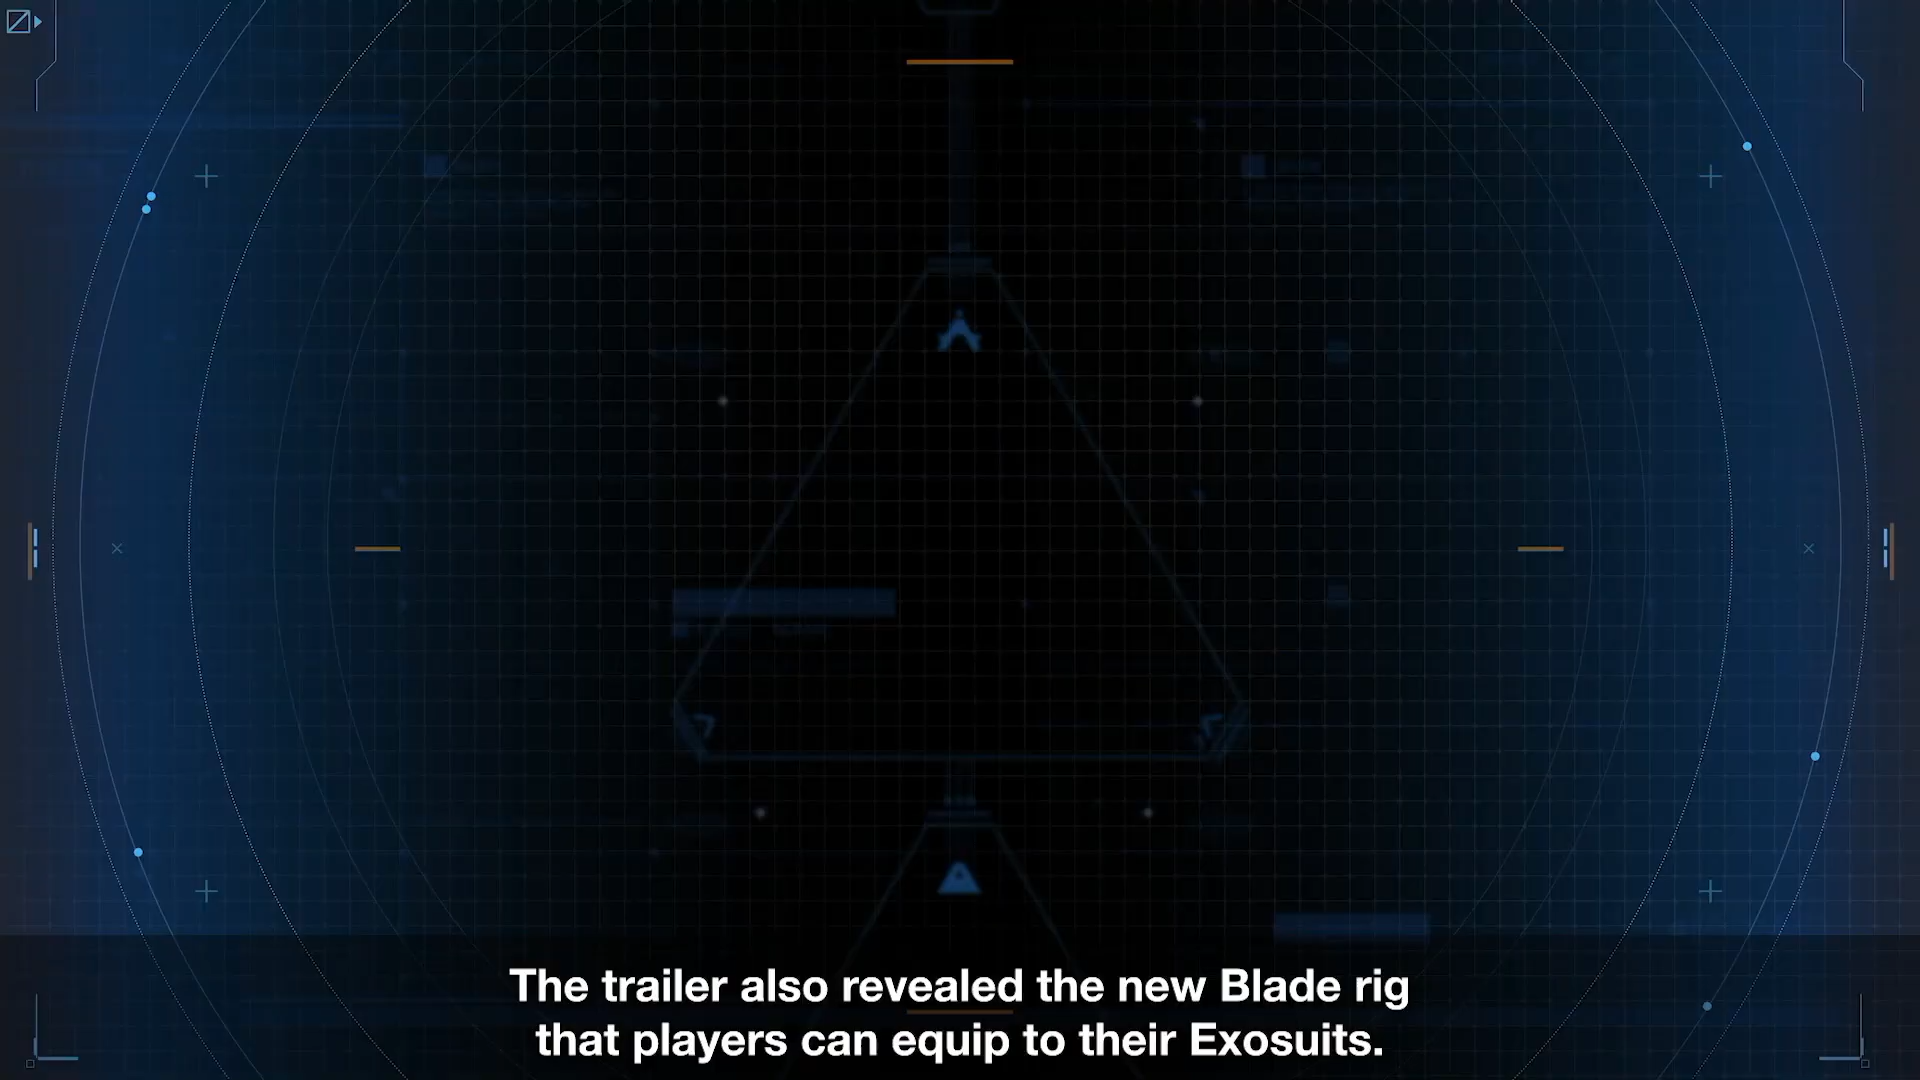 The trailer also revealed the new Blade rig
that players can equip to their Exosuits.